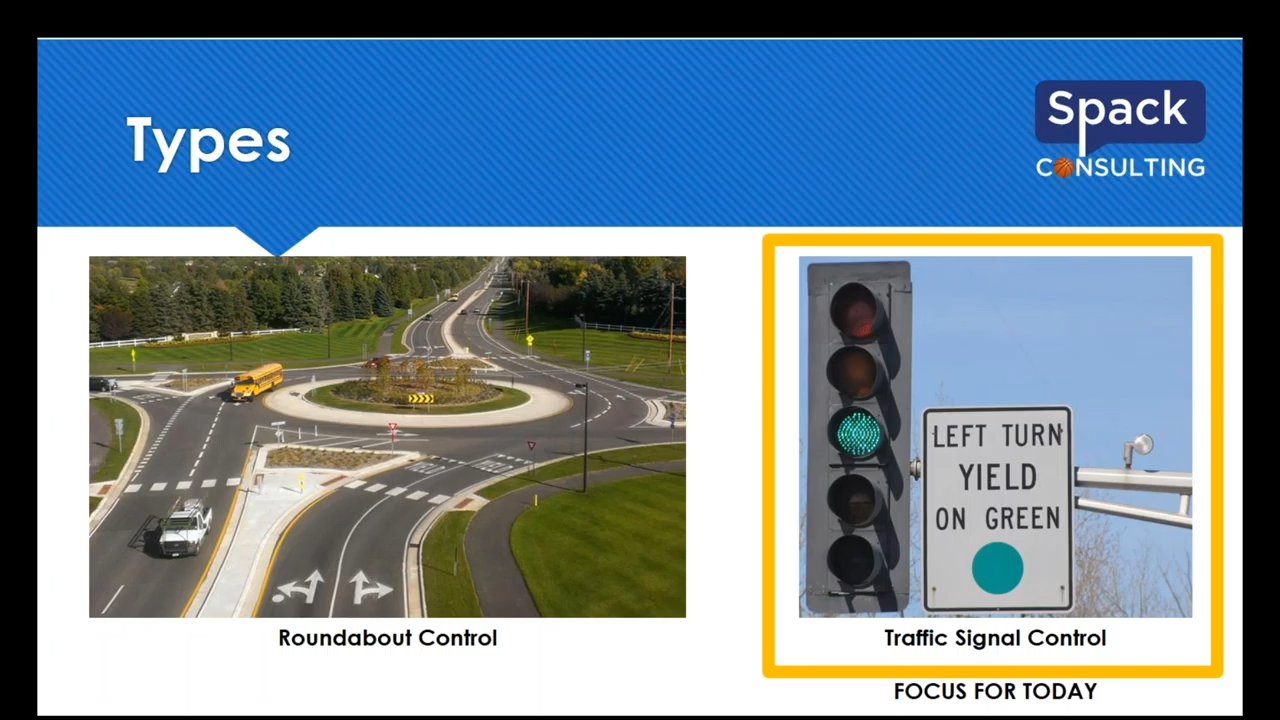 Types
Spack
CONSULTING
LEFT TURN
YIELD
ON GREEN
Roundabout Control
Traffic Signal Control
FOCUS FOR TODAY